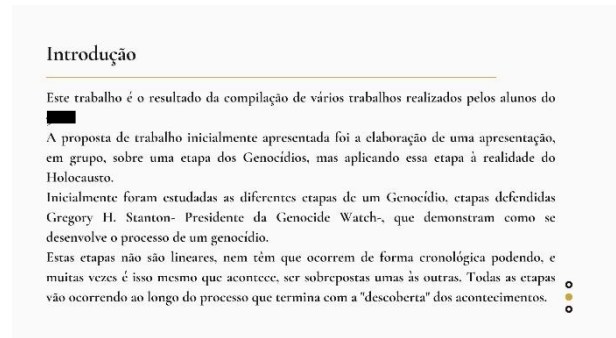 Introdução
Este trabalho é o resultado da compilação de vários trabalhos realizados pelos alunos do
A proposta de trabalho inicialmente apresentada foi a elaboração de uma apresentação,
em grupo, sobre uma etapa dos Genocídios, mas aplicando essa etapa à realidade do
Holocausto.
Inicialmente foram estudadas as diferentes etapas de um Genocídio, etapas defendidas
Gregory H. Stanton- Presidente da Genocide Watch-, que demonstram como se
desenvolve o processo de um genocídio.
Estas etapas não são lineares, nem têm que ocorrem de forma cronológica podendo, e
muitas vezes é isso mesmo que acontece, ser sobrepostas umas às outras. Todas as etapas
vão ocorrendo ao longo do processo que termina com a "descoberta" dos acontecimentos.